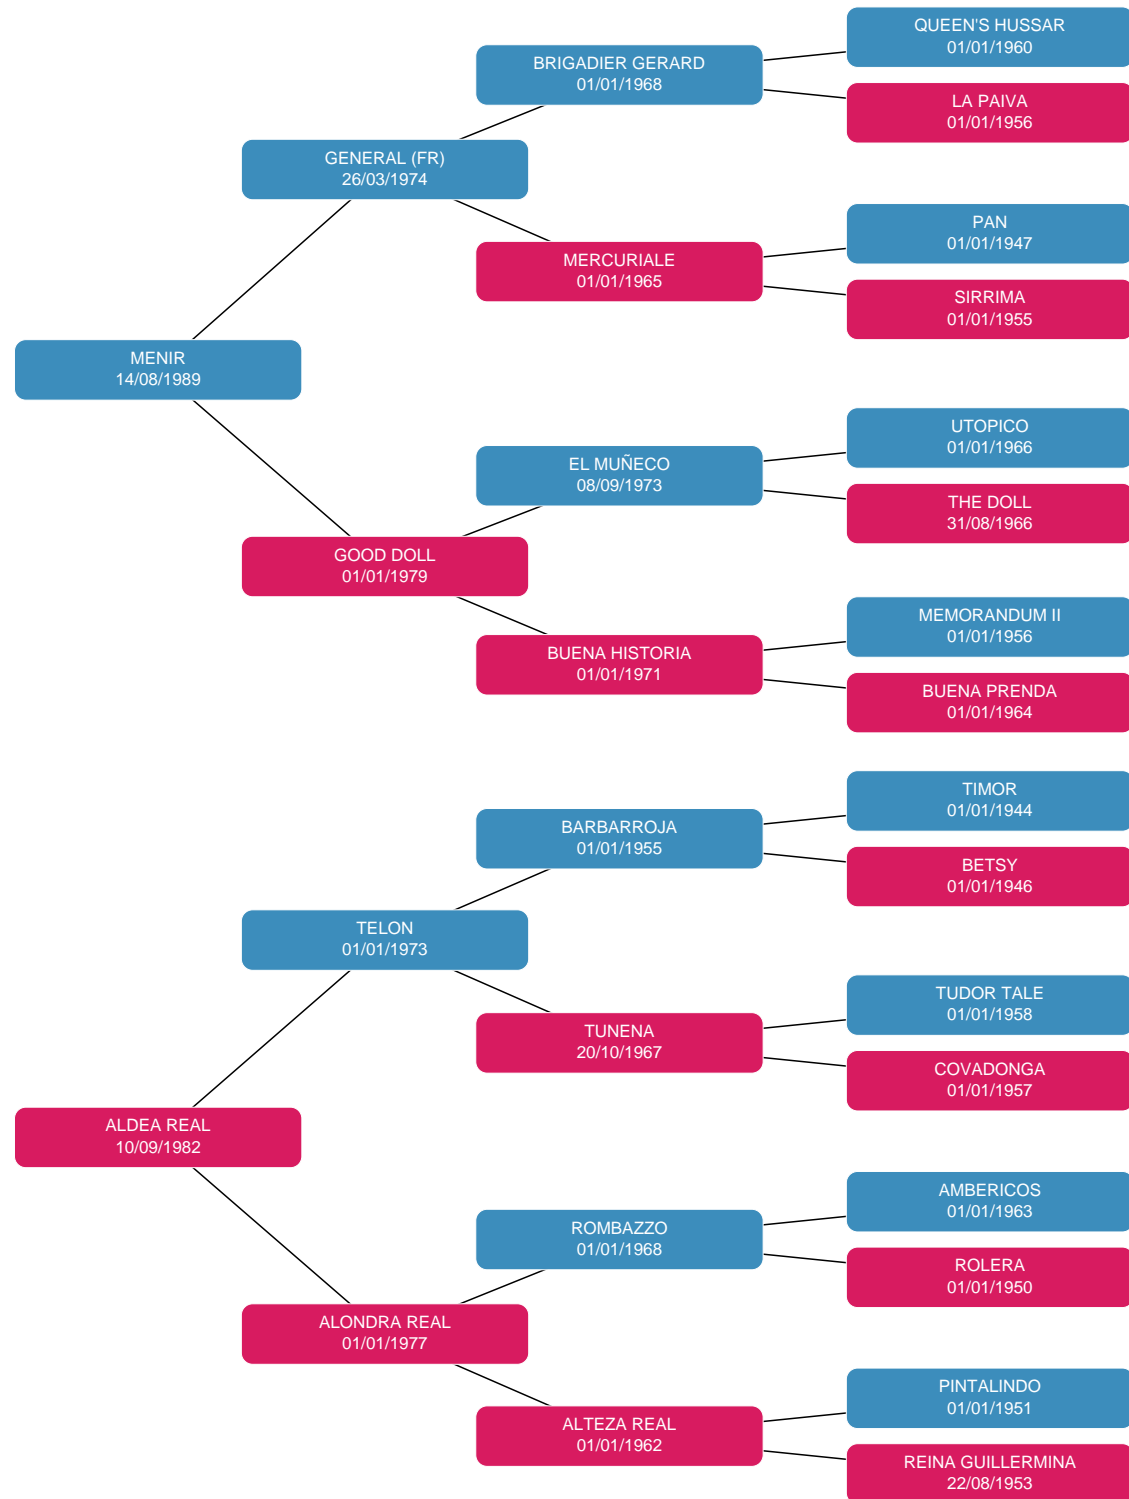 QUEEN'S HUSSAR
01/01/1960
BRIGADIER GERARD
01/01/1968
LA PAIVA
01/01/1956
GENERAL (FR)
26/03/1974
PAN
01/01/1947
MERCURIALE
01/01/1965
SIRRIMA
01/01/1955
MENIR
14/08/1989
UTOPICO
01/01/1966
EL MUÑECO
08/09/1973
THE DOLL
31/08/1966
GOOD DOLL
01/01/1979
MEMORANDUM II
01/01/1956
BUENA HISTORIA
01/01/1971
BUENA PRENDA
01/01/1964
TIMOR
01/01/1944
BARBARROJA
01/01/1955
BETSY
01/01/1946
TELON
01/01/1973
TUDOR TALE
01/01/1958
TUNENA
20/10/1967
COVADONGA
01/01/1957
ALDEA REAL
10/09/1982
AMBERICOS
01/01/1963
ROMBAZZO
01/01/1968
ROLERA
01/01/1950
ALONDRA REAL
01/01/1977
PINTALINDO
01/01/1951
ALTEZA REAL
01/01/1962
REINA GUILLERMINA
22/08/1953